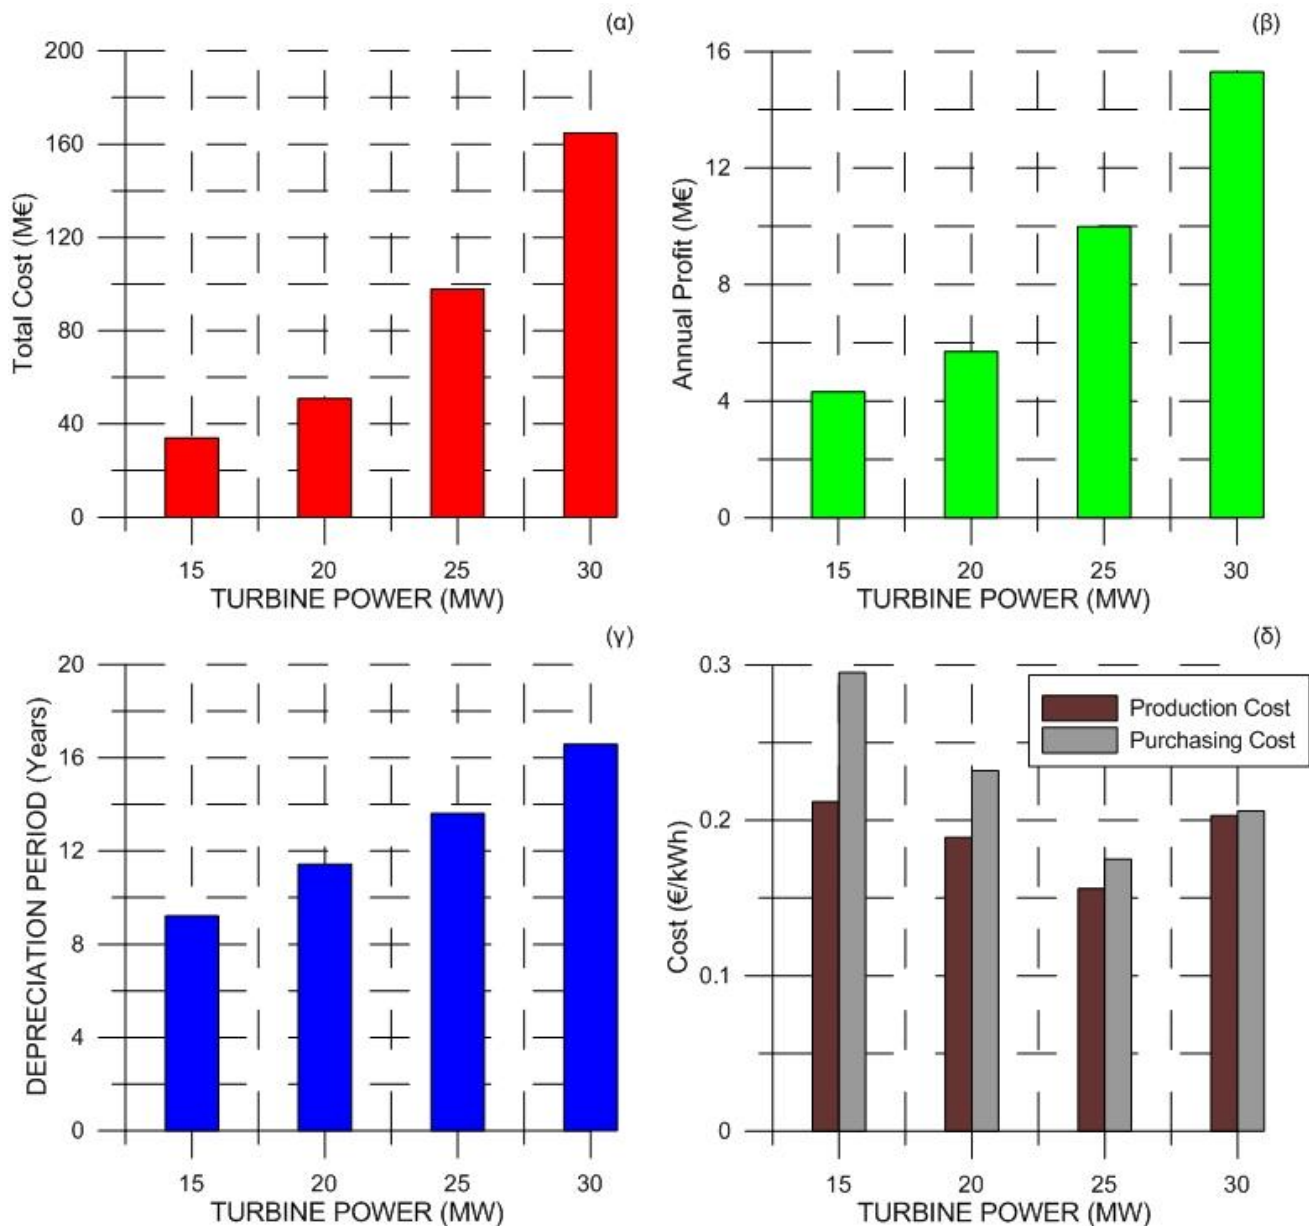 (α)
200
160
120
80
40
0
Total Cost (M€)
15 20 25 30
TURBINE POWER (MW)
(β)
16
12
8
4
0
Annual Profit (M€)
15 20 25 30
TURBINE POWER (MW)
(γ)
20
16
12
8
4
0
DEPRECIATION PERIOD (Years)
15 20 25 30
TURBINE POWER (MW)
(δ)
0.3
0.2
0.1
0
Cost (€/kWh)
Production Cost
Purchasing Cost
15 20 25 30
TURBINE POWER (MW)